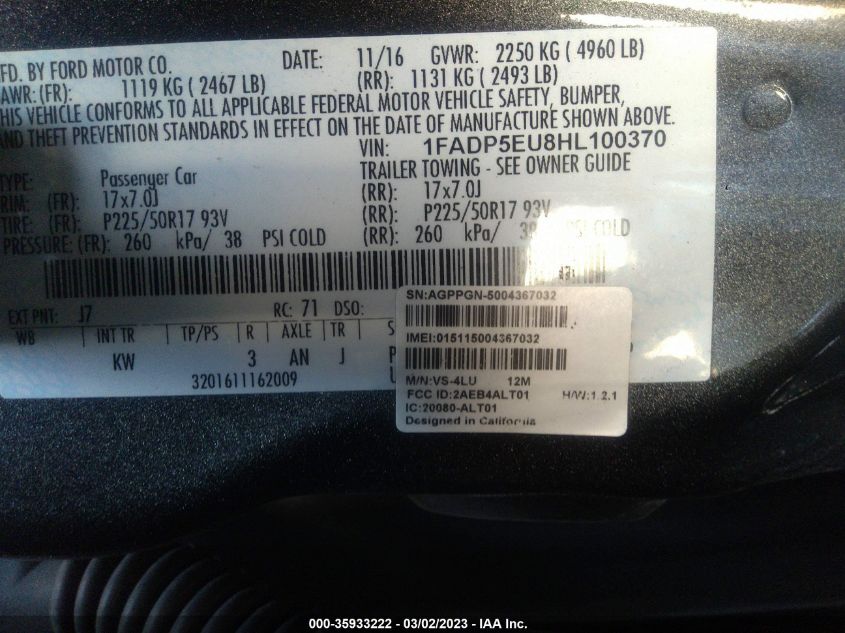 FD. BY FORD MOTOR CO. DATE: 11/16 GVWR: 2250 KG ( 4960 LB)
AWR: (FR): 1119 KG ( 2467 LB) (RR): 1131 KG ( 2493 LB)
THIS VEHICLE CONFORMS TO ALL APPLICABLE FEDERAL MOTOR VEHICLE SAFETY, BUMPER,
AND THEFT PREVENTION STANDARDS IN EFFECT ON THE DATE OF MANUFACTURE SHOWN ABOVE.
VIN: 1FADP5EU8HL100370
TYPE: Passenger Car TRAILER TOWING - SEE OWNER GUIDE
RIM: (FR): 17x7.0J (RR): 17x7.0J
TIRE: (FR): P225/50R17 93V (RR): P225/50R17 93V
PRESSURE: (FR): 260 kPa/ 38 PSI COLD (RR): 260 kPa/ 38 PSI COLD
EXT PNT: J7 RC: 71 DSO:
WB INT TR TP/PS R AXLE TR S
KW 3 AN J
3201611162009
SN:AGPPGN-5004367032
IMEI:015115004367032
M/N:VS-4LU 12M
FCC ID:2AEB4ALT01 H/W:1.2.1
IC:20080-ALT01
Designed in California
000-35933222 - 03/02/2023 - IAA Inc.